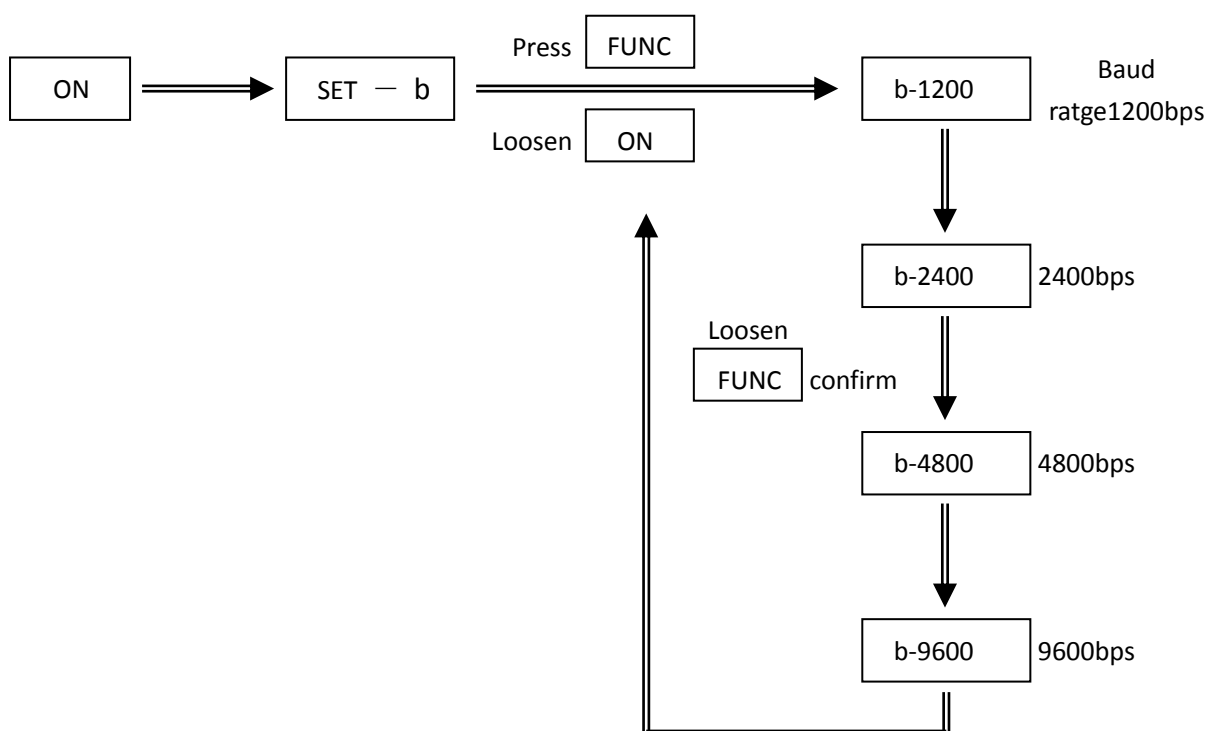 Press FUNC
ON
SET — b
b-1200
Baud
ratge1200bps
Loosen ON
b-2400
2400bps
Loosen
FUNC confirm
b-4800
4800bps
b-9600
9600bps